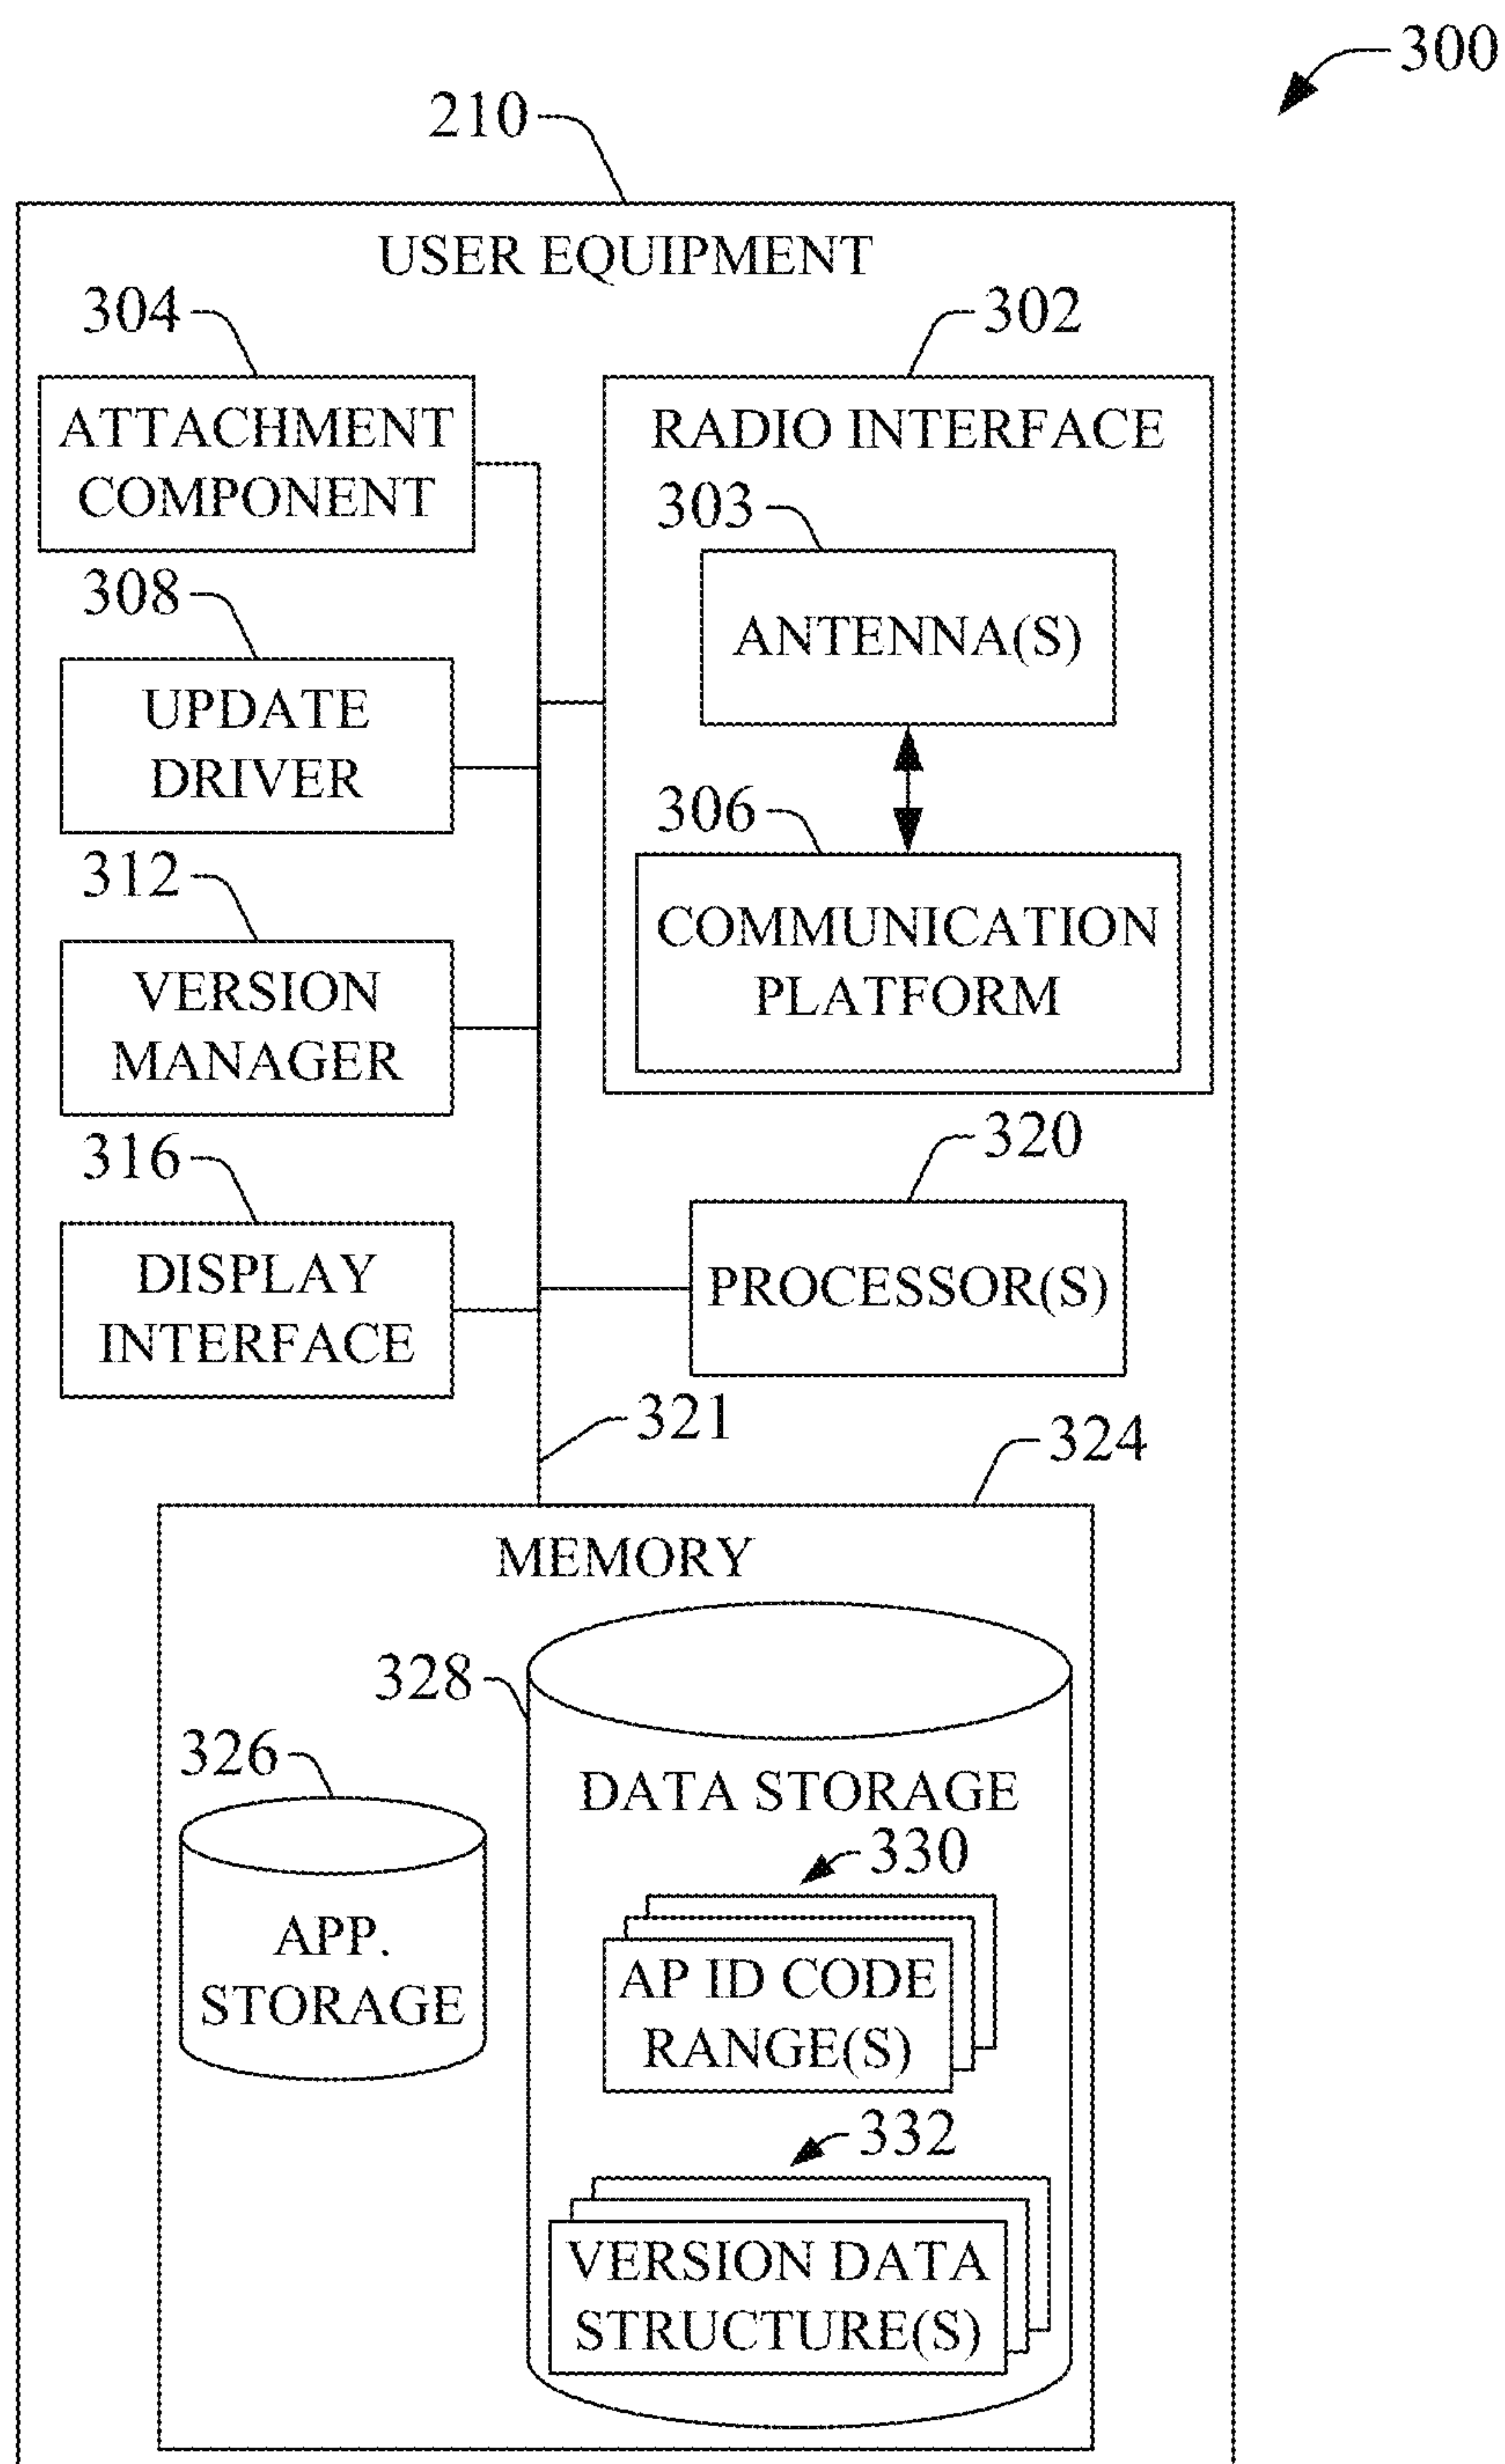 300
210
USER EQUIPMENT
304
302
ATTACHMENT
COMPONENT
RADIO INTERFACE
303
ANTENNA(S)
308
UPDATE
DRIVER
306
COMMUNICATION
PLATFORM
312
VERSION
MANAGER
316
DISPLAY
INTERFACE
320
PROCESSOR(S)
321
324
MEMORY
328
326
APP.
STORAGE
DATA STORAGE
330
AP ID CODE
RANGE(S)
332
VERSION DATA
STRUCTURE(S)